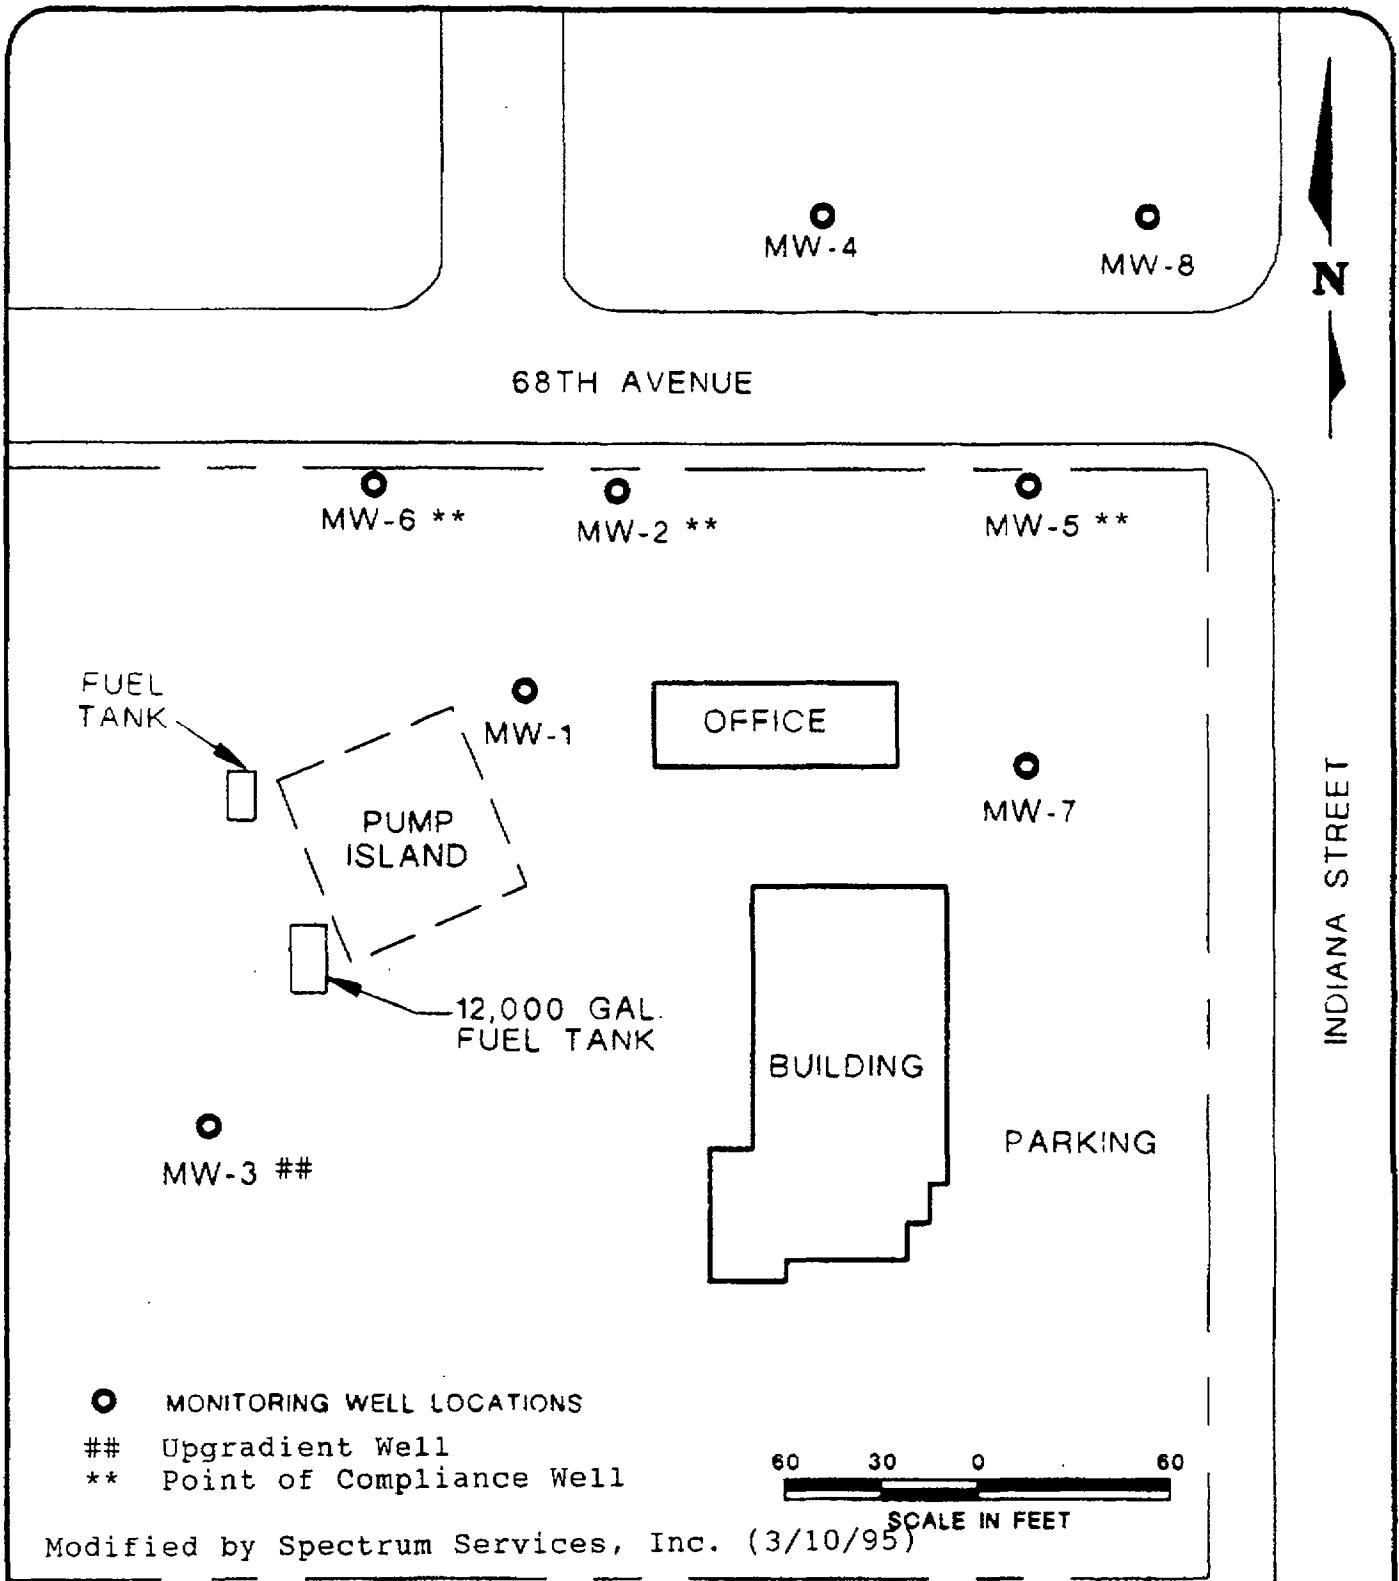 MW-4
MW-8
N
68TH AVENUE
MW-6 **
MW-2 **
MW-5 **
FUEL
TANK
MW-1
OFFICE
MW-7
PUMP
ISLAND
INDIANA STREET
12,000 GAL.
FUEL TANK
BUILDING
PARKING
MW-3 ##
MONITORING WELL LOCATIONS
## Upgradient Well
** Point of Compliance Well
60 30 0 60
SCALE IN FEET
Modified by Spectrum Services, Inc. (3/10/95)